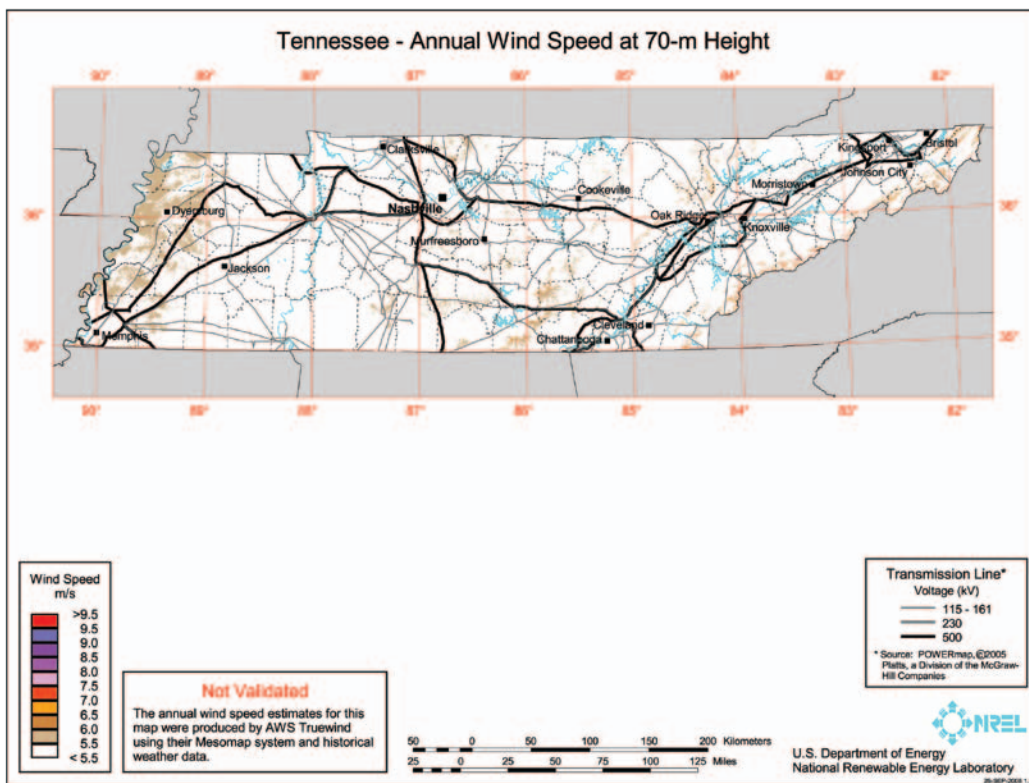 Tennessee - Annual Wind Speed at 70-m Height
90° 89° 88° 87° 86° 85° 84° 83° 82°
Clarksville
Kingsport
Bristol
Johnson City
Cookeville
Morristown
Dyersburg
Nashville
Oak Ridge
36° 36°
Knoxville
Murfreesboro
Jackson
Cleveland
Memphis
Chattanooga
35° 35°
90° 89° 88° 87° 86° 85° 84° 83° 82°
Wind Speed
m/s
>9.5
9.5
9.0
8.5
8.0
7.5
7.0
6.5
6.0
5.5
< 5.5
Not Validated
The annual wind speed estimates for this
map were produced by AWS Truewind
using their Mesomap system and historical
weather data.
50 0 50 100 150 200 Kilometers
25 0 25 50 75 100 125 Miles
Transmission Line*
Voltage (kV)
115 - 161
230
500
* Source: POWERmap, ©2005
Platts, a Division of the McGraw-
Hill Companies
NREL
U.S. Department of Energy
National Renewable Energy Laboratory